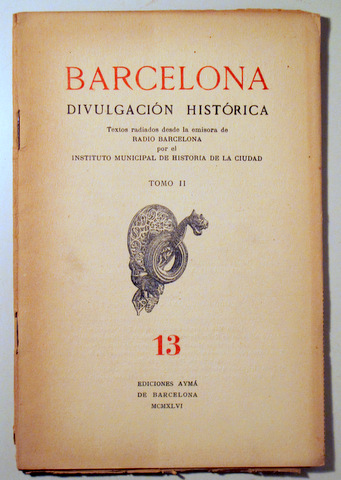 BARCELONA
DIVULGACIÓN HISTÓRICA
Textos radiados desde la emisora de
RADIO BARCELONA
por el
INSTITUTO MUNICIPAL DE HISTORIA DE LA CIUDAD
TOMO II
13
EDICIONES AYMÁ
DE BARCELONA
MCMXLVI